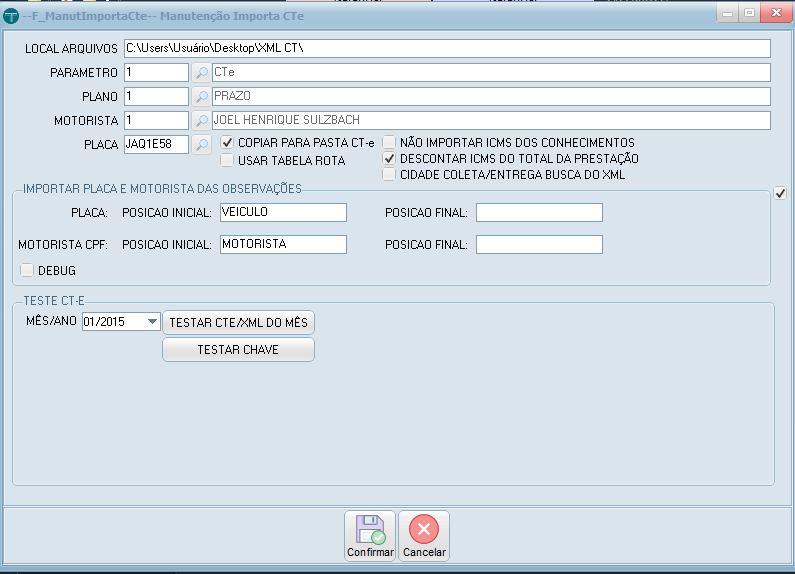 --F_ManutImportaCte-- Manutenção Importa CTe
LOCAL ARQUIVOS C:\Users\Usuário\Desktop\XML CT\
PARAMETRO 1 CTe
PLANO 1 PRAZO
MOTORISTA 1 JOEL HENRIQUE SULZBACH
PLACA JAQ1E58 COPIAR PARA PASTA CT-e NÃO IMPORTAR ICMS DOS CONHECIMENTOS
USAR TABELA ROTA DESCONTAR ICMS DO TOTAL DA PRESTAÇÃO
CIDADE COLETA/ENTREGA BUSCA DO XML
IMPORTAR PLACA E MOTORISTA DAS OBSERVAÇÕES
PLACA: POSICAO INICIAL: VEICULO POSICAO FINAL:
MOTORISTA CPF: POSICAO INICIAL: MOTORISTA POSICAO FINAL:
DEBUG
TESTE CT-E
MÊS/ANO 01/2015 TESTAR CTE/XML DO MÊS
TESTAR CHAVE
Confirmar Cancelar